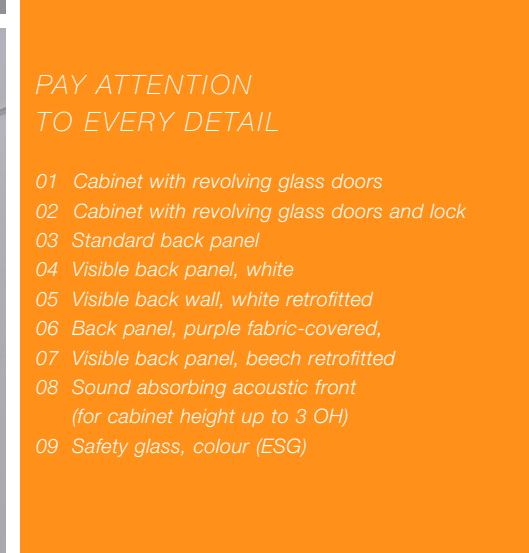 PAY ATTENTION
TO EVERY DETAIL
01 Cabinet with revolving glass doors
02 Cabinet with revolving glass doors and lock
03 Standard back panel
04 Visible back panel, white
05 Visible back wall, white retrofitted
06 Back panel, purple fabric-covered,
07 Visible back panel, beech retrofitted
08 Sound absorbing acoustic front
(for cabinet height up to 3 OH)
09 Safety glass, colour (ESG)